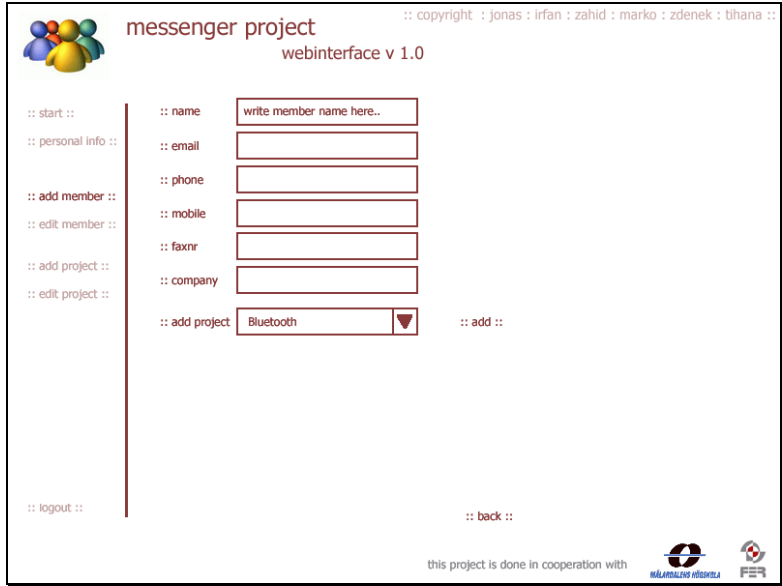 :: copyright : jonas : irfan : zahid : marko : zdenek : tihana ::
messenger project
webinterface v 1.0
:: start ::
:: personal info ::
:: add member ::
:: edit member ::
:: add project ::
:: edit project ::
:: logout ::
:: name write member name here..
:: email
:: phone
:: mobile
:: faxnr
:: company
:: add project Bluetooth :: add ::
:: back ::
this project is done in cooperation with
MÄLARDALENS HÖGSKOLA
FER